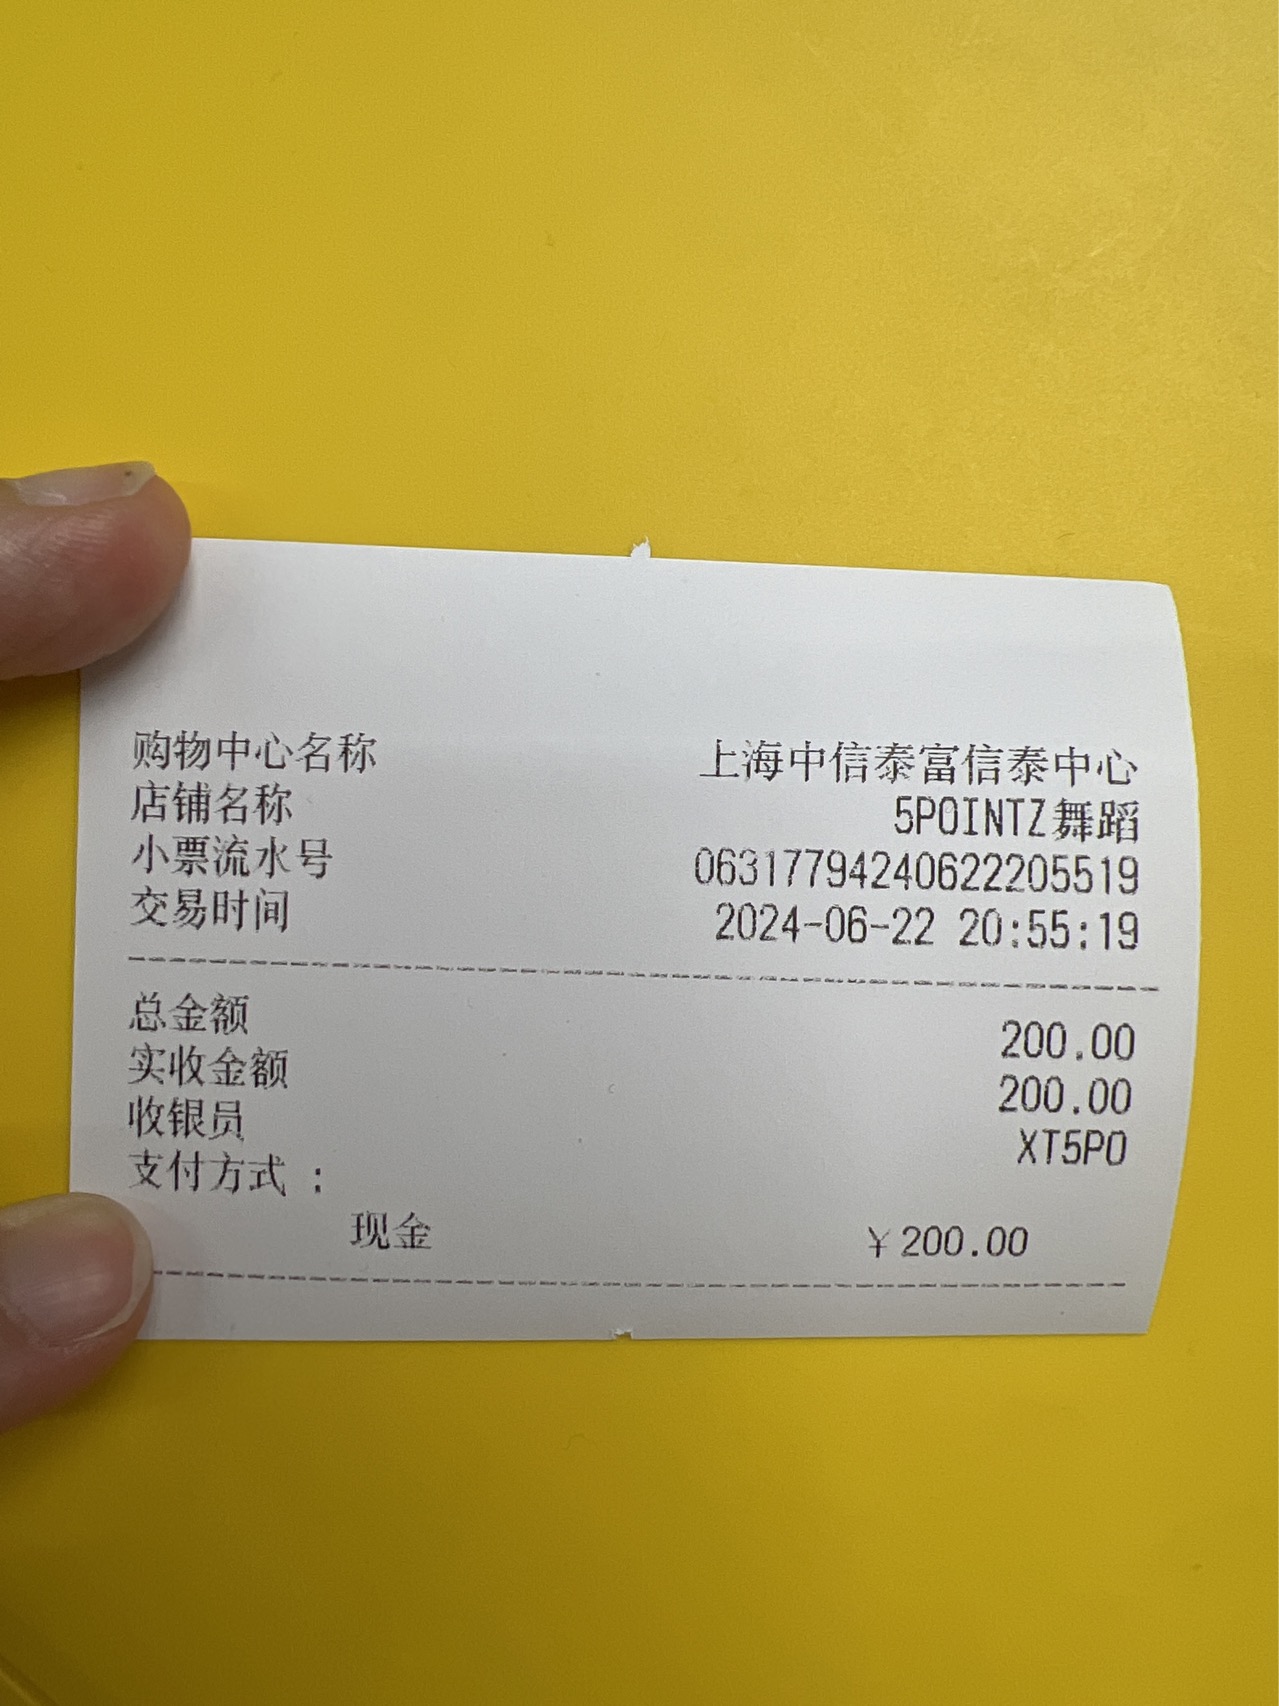 购物中心名称 上海中信泰富信泰中心
店铺名称 5POINTZ舞蹈
小票流水号 06317794240622205519
交易时间 2024-06-22 20:55:19
总金额 200.00
实收金额 200.00
收银员 XT5PO
支付方式：
现金 ￥200.00